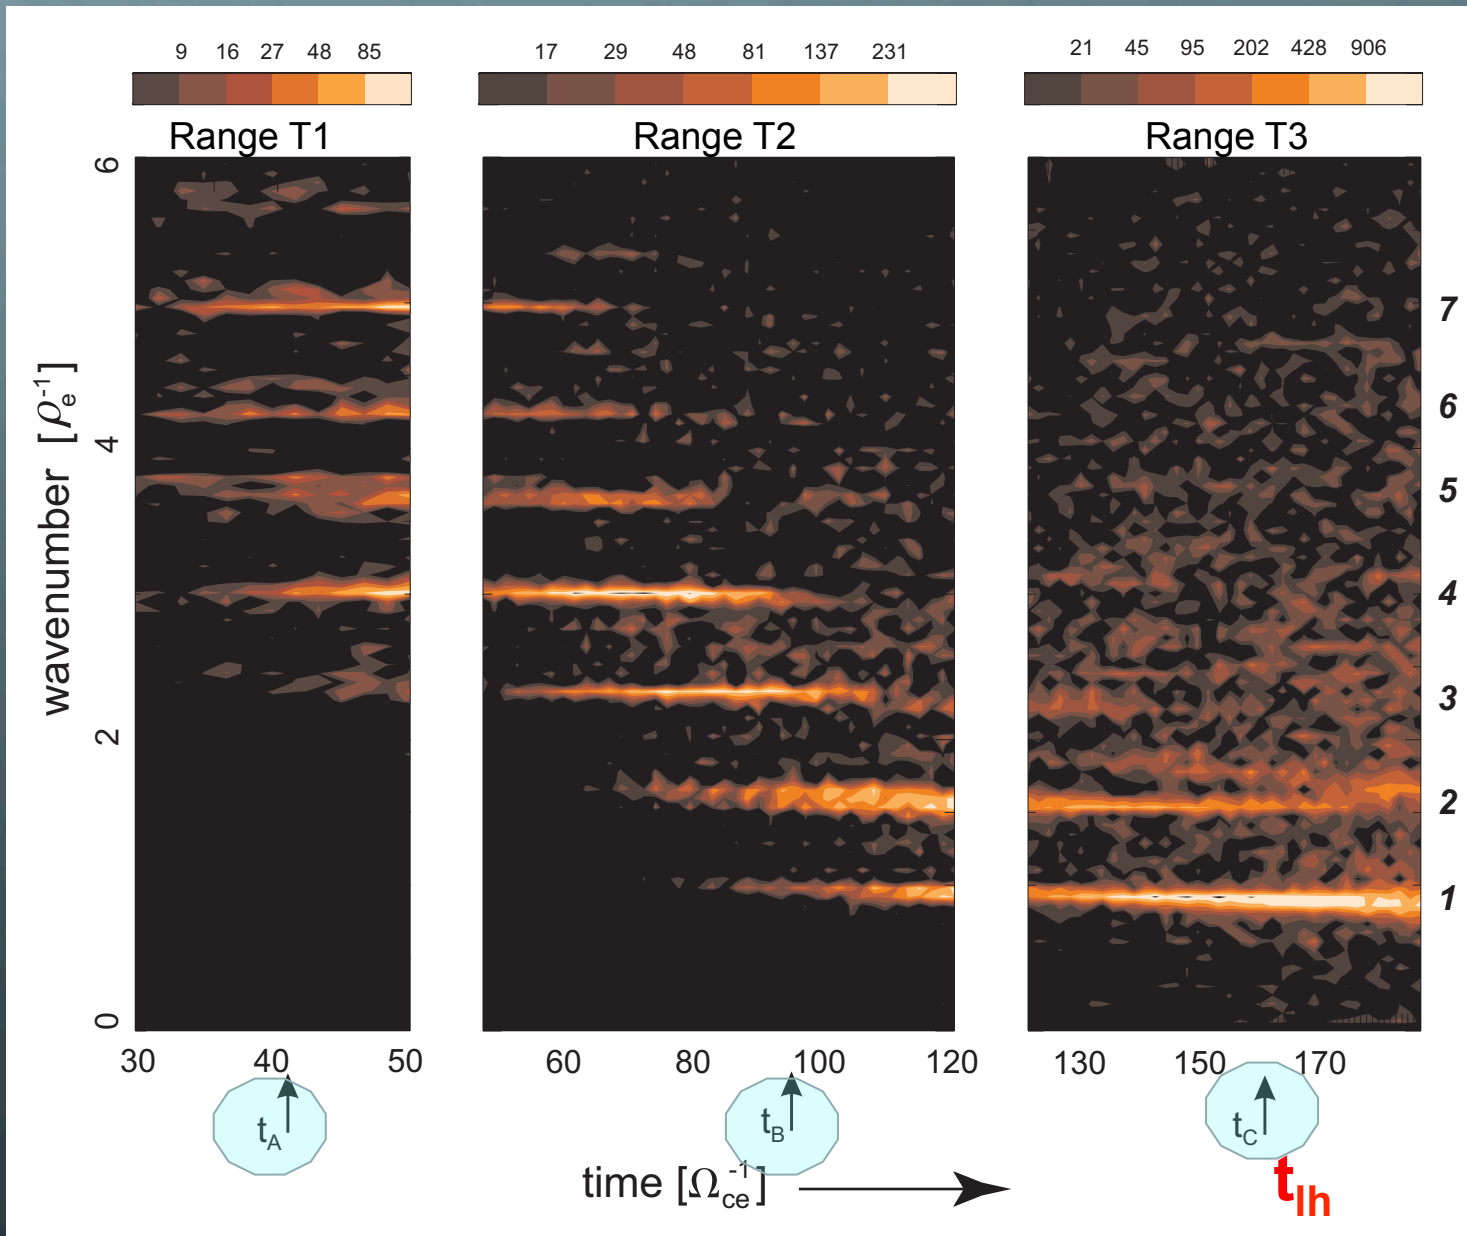 9 16 27 48 85
17 29 48 81 137 231
21 45 95 202 428 906
Range T1
Range T2
Range T3
wavenumber [ρe-1]
6
4
2
0
7
6
5
4
3
2
1
30 40 50
60 80 100 120
130 150 170
tA
tB
tC
time [Ωce-1]
tlh